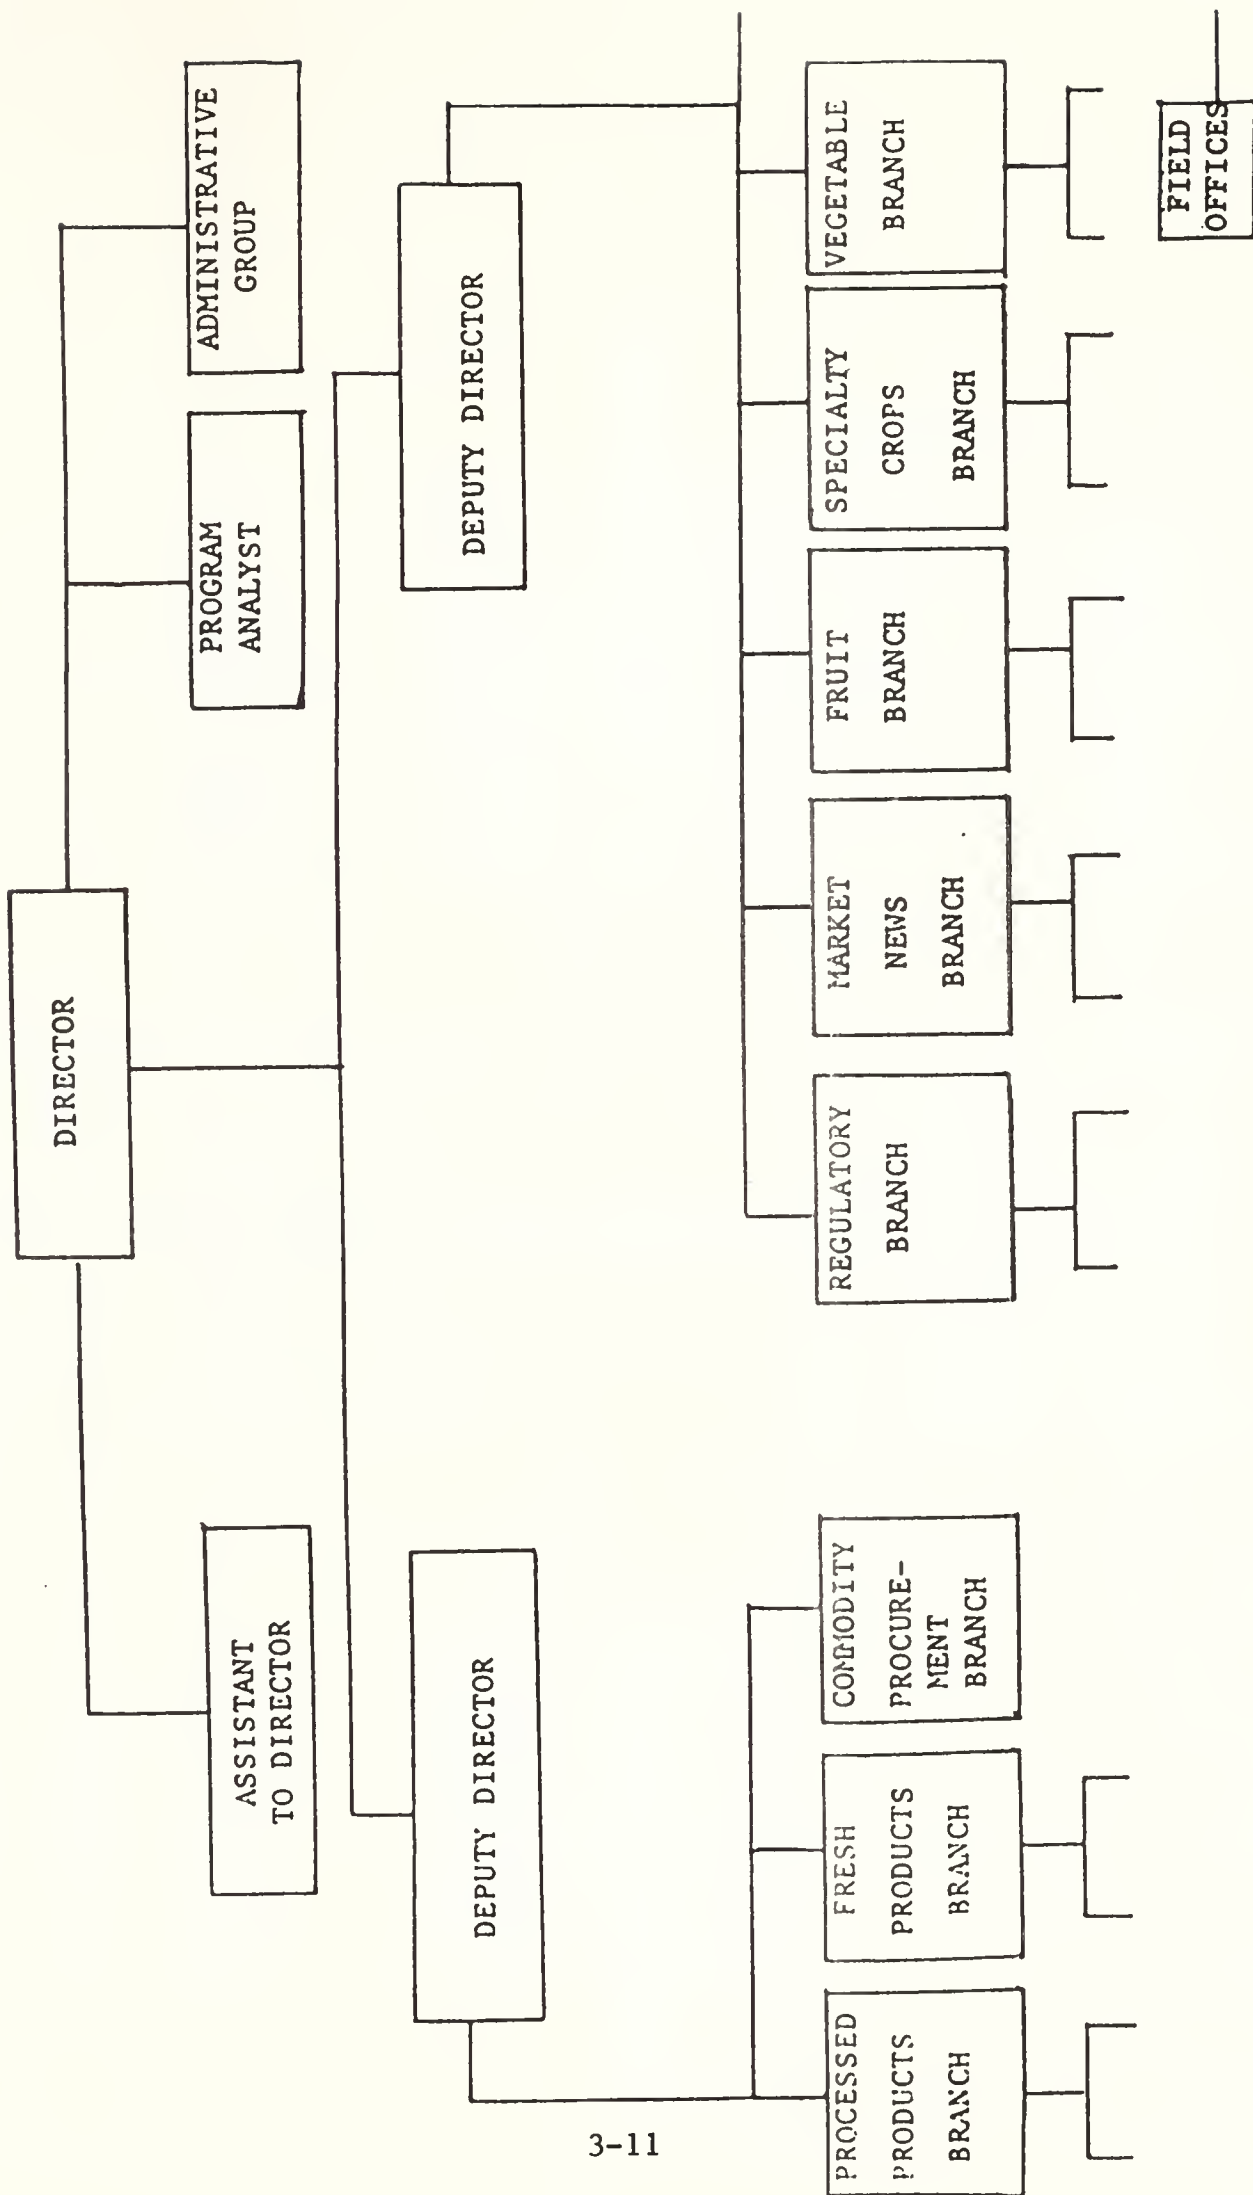 DIRECTOR
ASSISTANT
TO DIRECTOR
PROGRAM
ANALYST
ADMINISTRATIVE
GROUP
DEPUTY DIRECTOR
DEPUTY DIRECTOR
PROCESSED
PRODUCTS
BRANCH
FRESH
PRODUCTS
BRANCH
COMMODITY
PROCURE-
MENT
BRANCH
REGULATORY
BRANCH
MARKET
NEWS
BRANCH
FRUIT
BRANCH
SPECIALTY
CROPS
BRANCH
VEGETABLE
BRANCH
FIELD
OFFICES
3-11